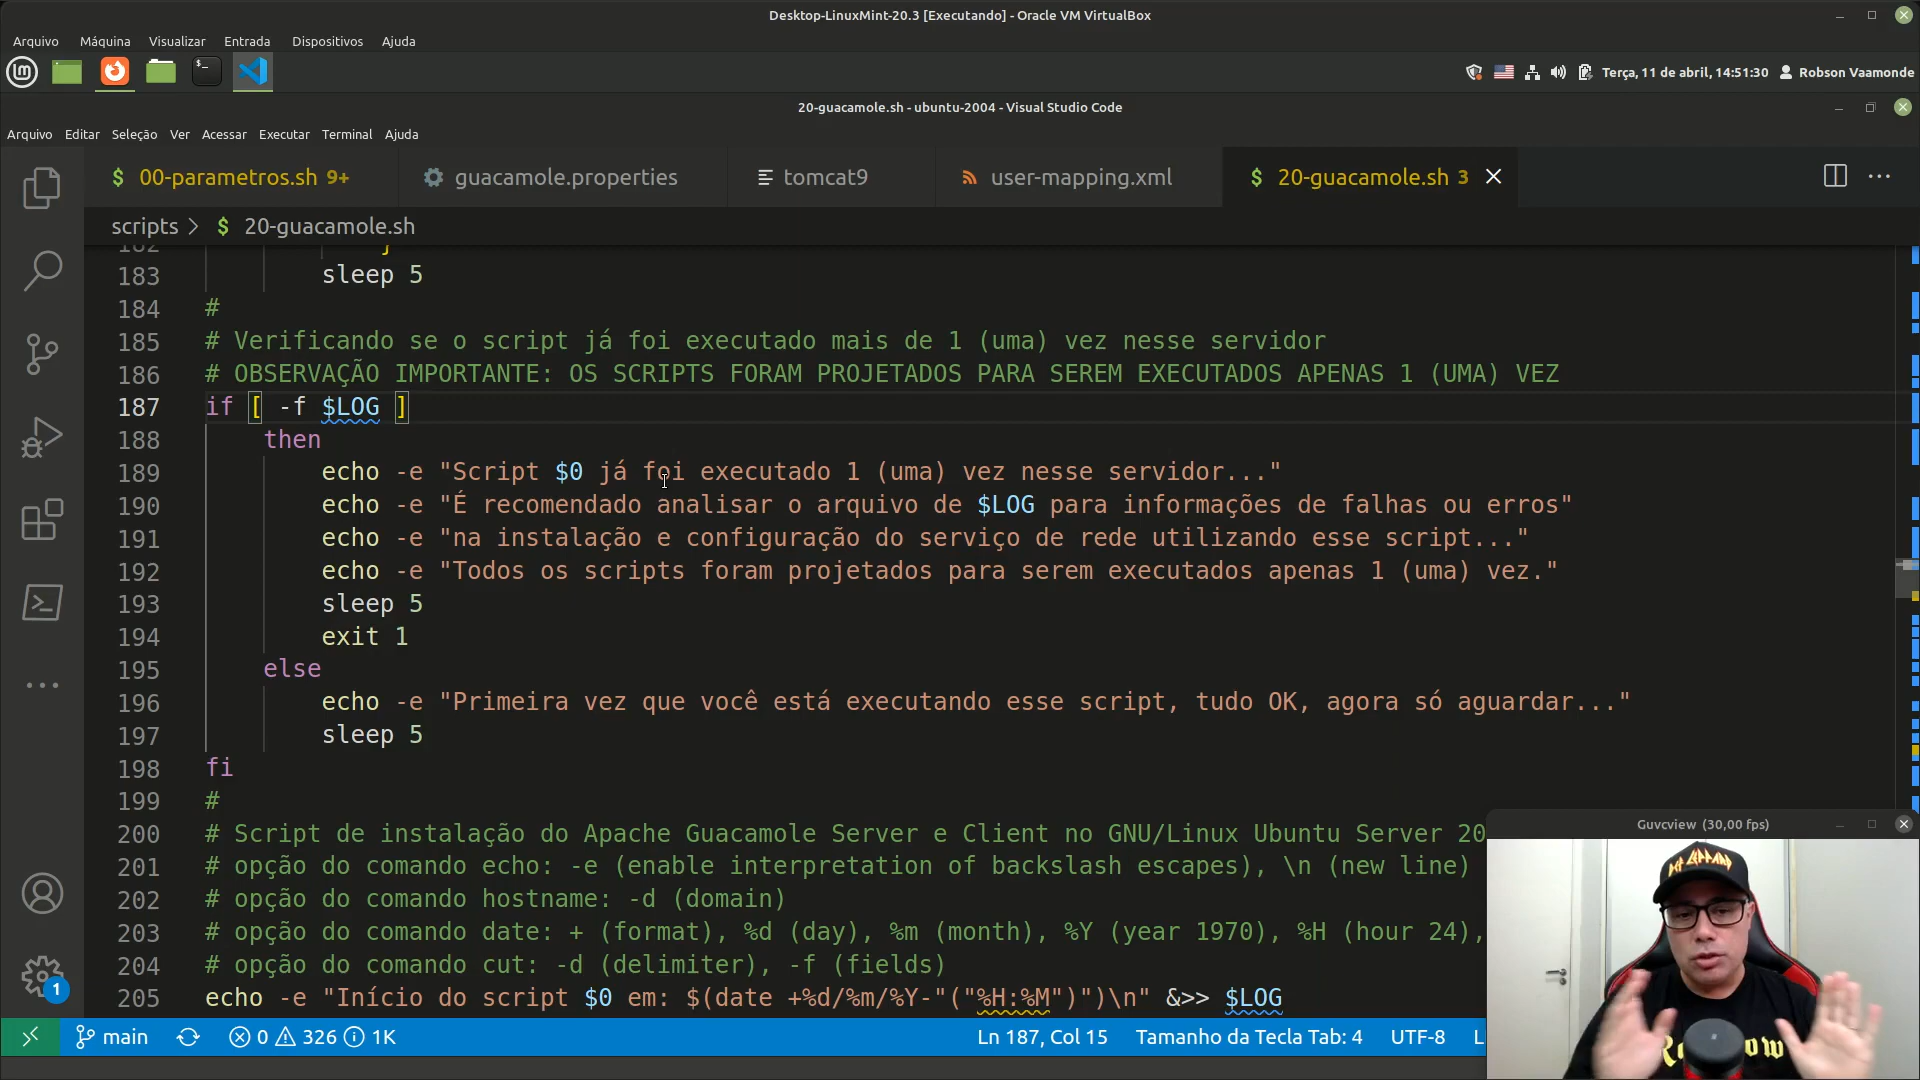 Desktop-LinuxMint-20.3 [Executando] - Oracle VM VirtualBox
Arquivo Máquina Visualizar Entrada Dispositivos Ajuda
Terça, 11 de abril, 14:51:30 Robson Vaamonde
20-guacamole.sh - ubuntu-2004 - Visual Studio Code
Arquivo Editar Seleção Ver Acessar Executar Terminal Ajuda
$ 00-parametros.sh 9+ guacamole.properties tomcat9 user-mapping.xml $ 20-guacamole.sh 3
scripts > $ 20-guacamole.sh
182 }
183 sleep 5
184 #
185 # Verificando se o script já foi executado mais de 1 (uma) vez nesse servidor
186 # OBSERVAÇÃO IMPORTANTE: OS SCRIPTS FORAM PROJETADOS PARA SEREM EXECUTADOS APENAS 1 (UMA) VEZ
187 if [ -f $LOG ]
188 then
189 echo -e "Script $0 já foi executado 1 (uma) vez nesse servidor..."
190 echo -e "É recomendado analisar o arquivo de $LOG para informações de falhas ou erros"
191 echo -e "na instalação e configuração do serviço de rede utilizando esse script..."
192 echo -e "Todos os scripts foram projetados para serem executados apenas 1 (uma) vez."
193 sleep 5
194 exit 1
195 else
196 echo -e "Primeira vez que você está executando esse script, tudo OK, agora só aguardar..."
197 sleep 5
198 fi
199 #
200 # Script de instalação do Apache Guacamole Server e Client no GNU/Linux Ubuntu Server 20
201 # opção do comando echo: -e (enable interpretation of backslash escapes), \n (new line)
202 # opção do comando hostname: -d (domain)
203 # opção do comando date: + (format), %d (day), %m (month), %Y (year 1970), %H (hour 24),
204 # opção do comando cut: -d (delimiter), -f (fields)
205 echo -e "Início do script $0 em: $(date +%d/%m/%Y-"("%H:%M")")\n" &>> $LOG
Guvcview (30,00 fps)
1
main 0 326 1K Ln 187, Col 15 Tamanho da Tecla Tab: 4 UTF-8 L